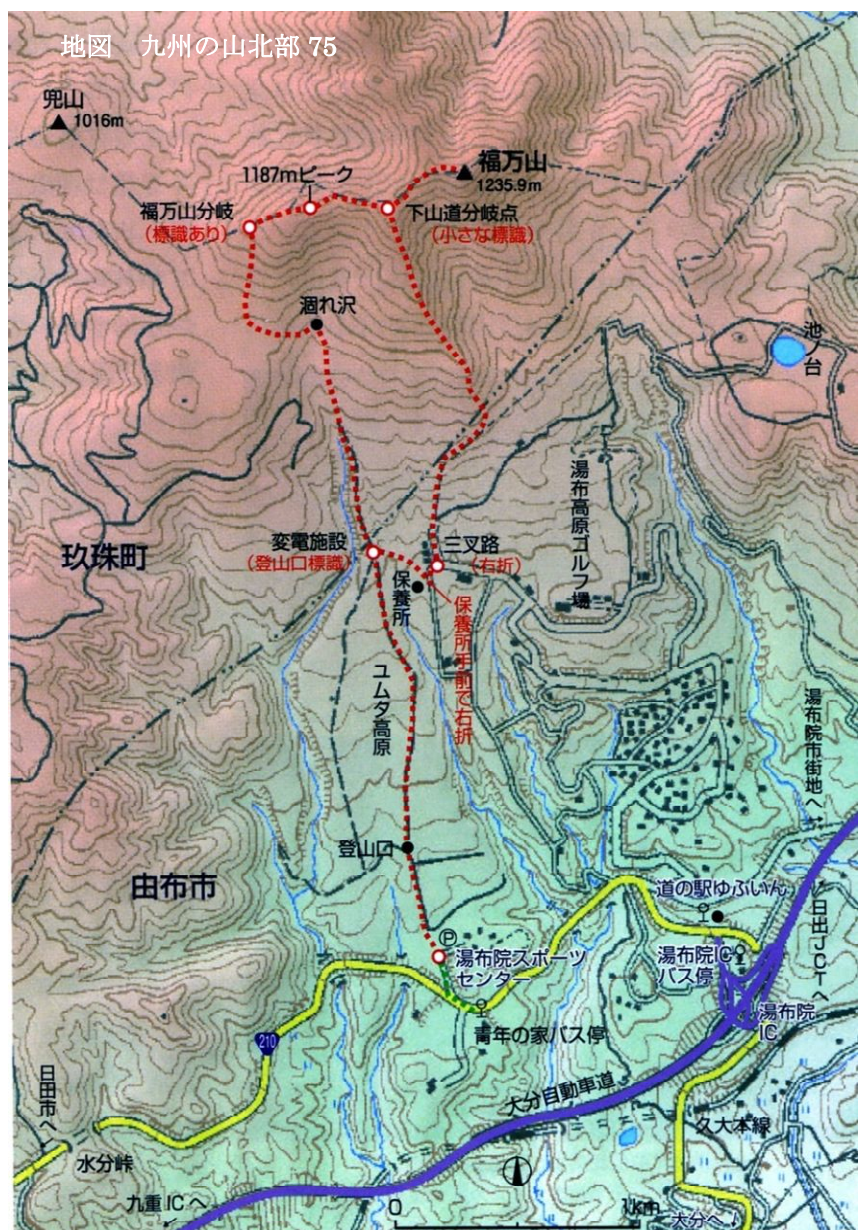 地図 九州の山北部 75
兜山
1016m
福万山
1235.9m
1187mピーク
福万山分岐
(標識あり)
下山道分岐点
(小さな標識)
涸れ沢
池ノ台
湯布高原ゴルフ場
玖珠町
変電施設
(登山口標識)
三叉路
(右折)
保養所
保養所手前で右折
ユムタ高原
湯布院市街地へ
登山口
由布市
道の駅ゆふいん
日出JCTへ
P
湯布院スポーツ
センター
湯布院IC
バス停
湯布院
IC
青年の家バス停
210
大分自動車道
日田市へ
久大本線
水分峠
九重ICへ
0
1km
大分へ